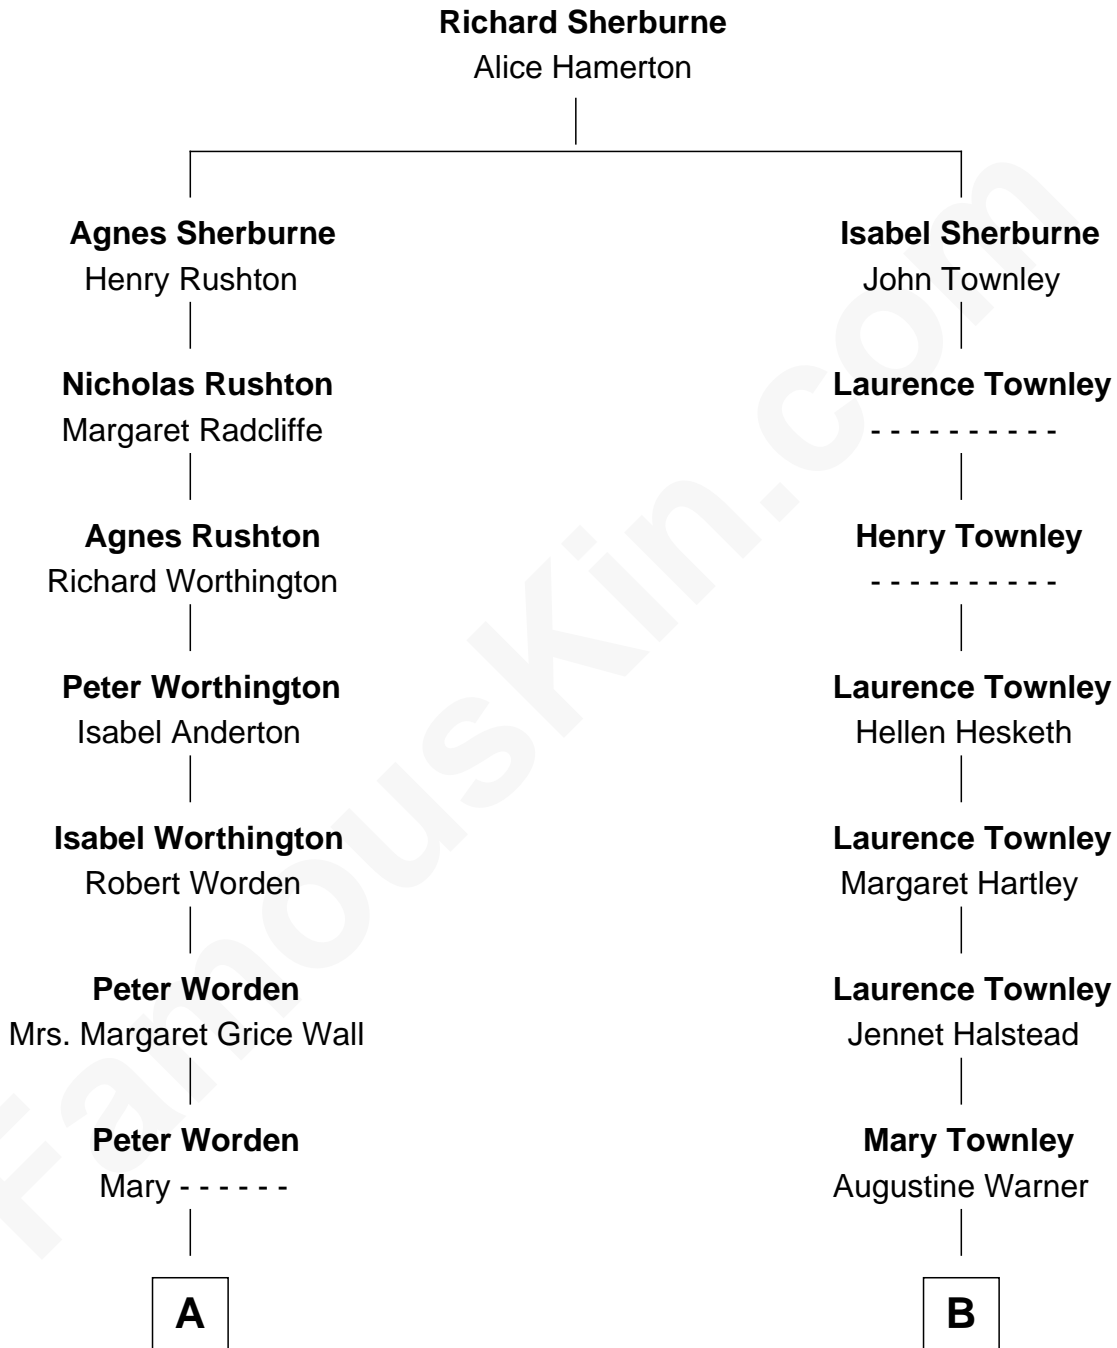 Richard Sherburne
Alice Hamerton
Agnes Sherburne
Henry Rushton
Isabel Sherburne
John Townley
Nicholas Rushton
Margaret Radcliffe
Laurence Townley
- - - - - - - - - -
Agnes Rushton
Richard Worthington
Henry Townley
- - - - - - - - - -
Peter Worthington
Isabel Anderton
Laurence Townley
Hellen Hesketh
Isabel Worthington
Robert Worden
Laurence Townley
Margaret Hartley
Peter Worden
Mrs. Margaret Grice Wall
Laurence Townley
Jennet Halstead
Peter Worden
Mary - - - - - -
Mary Townley
Augustine Warner
A
B
FamousKin.com